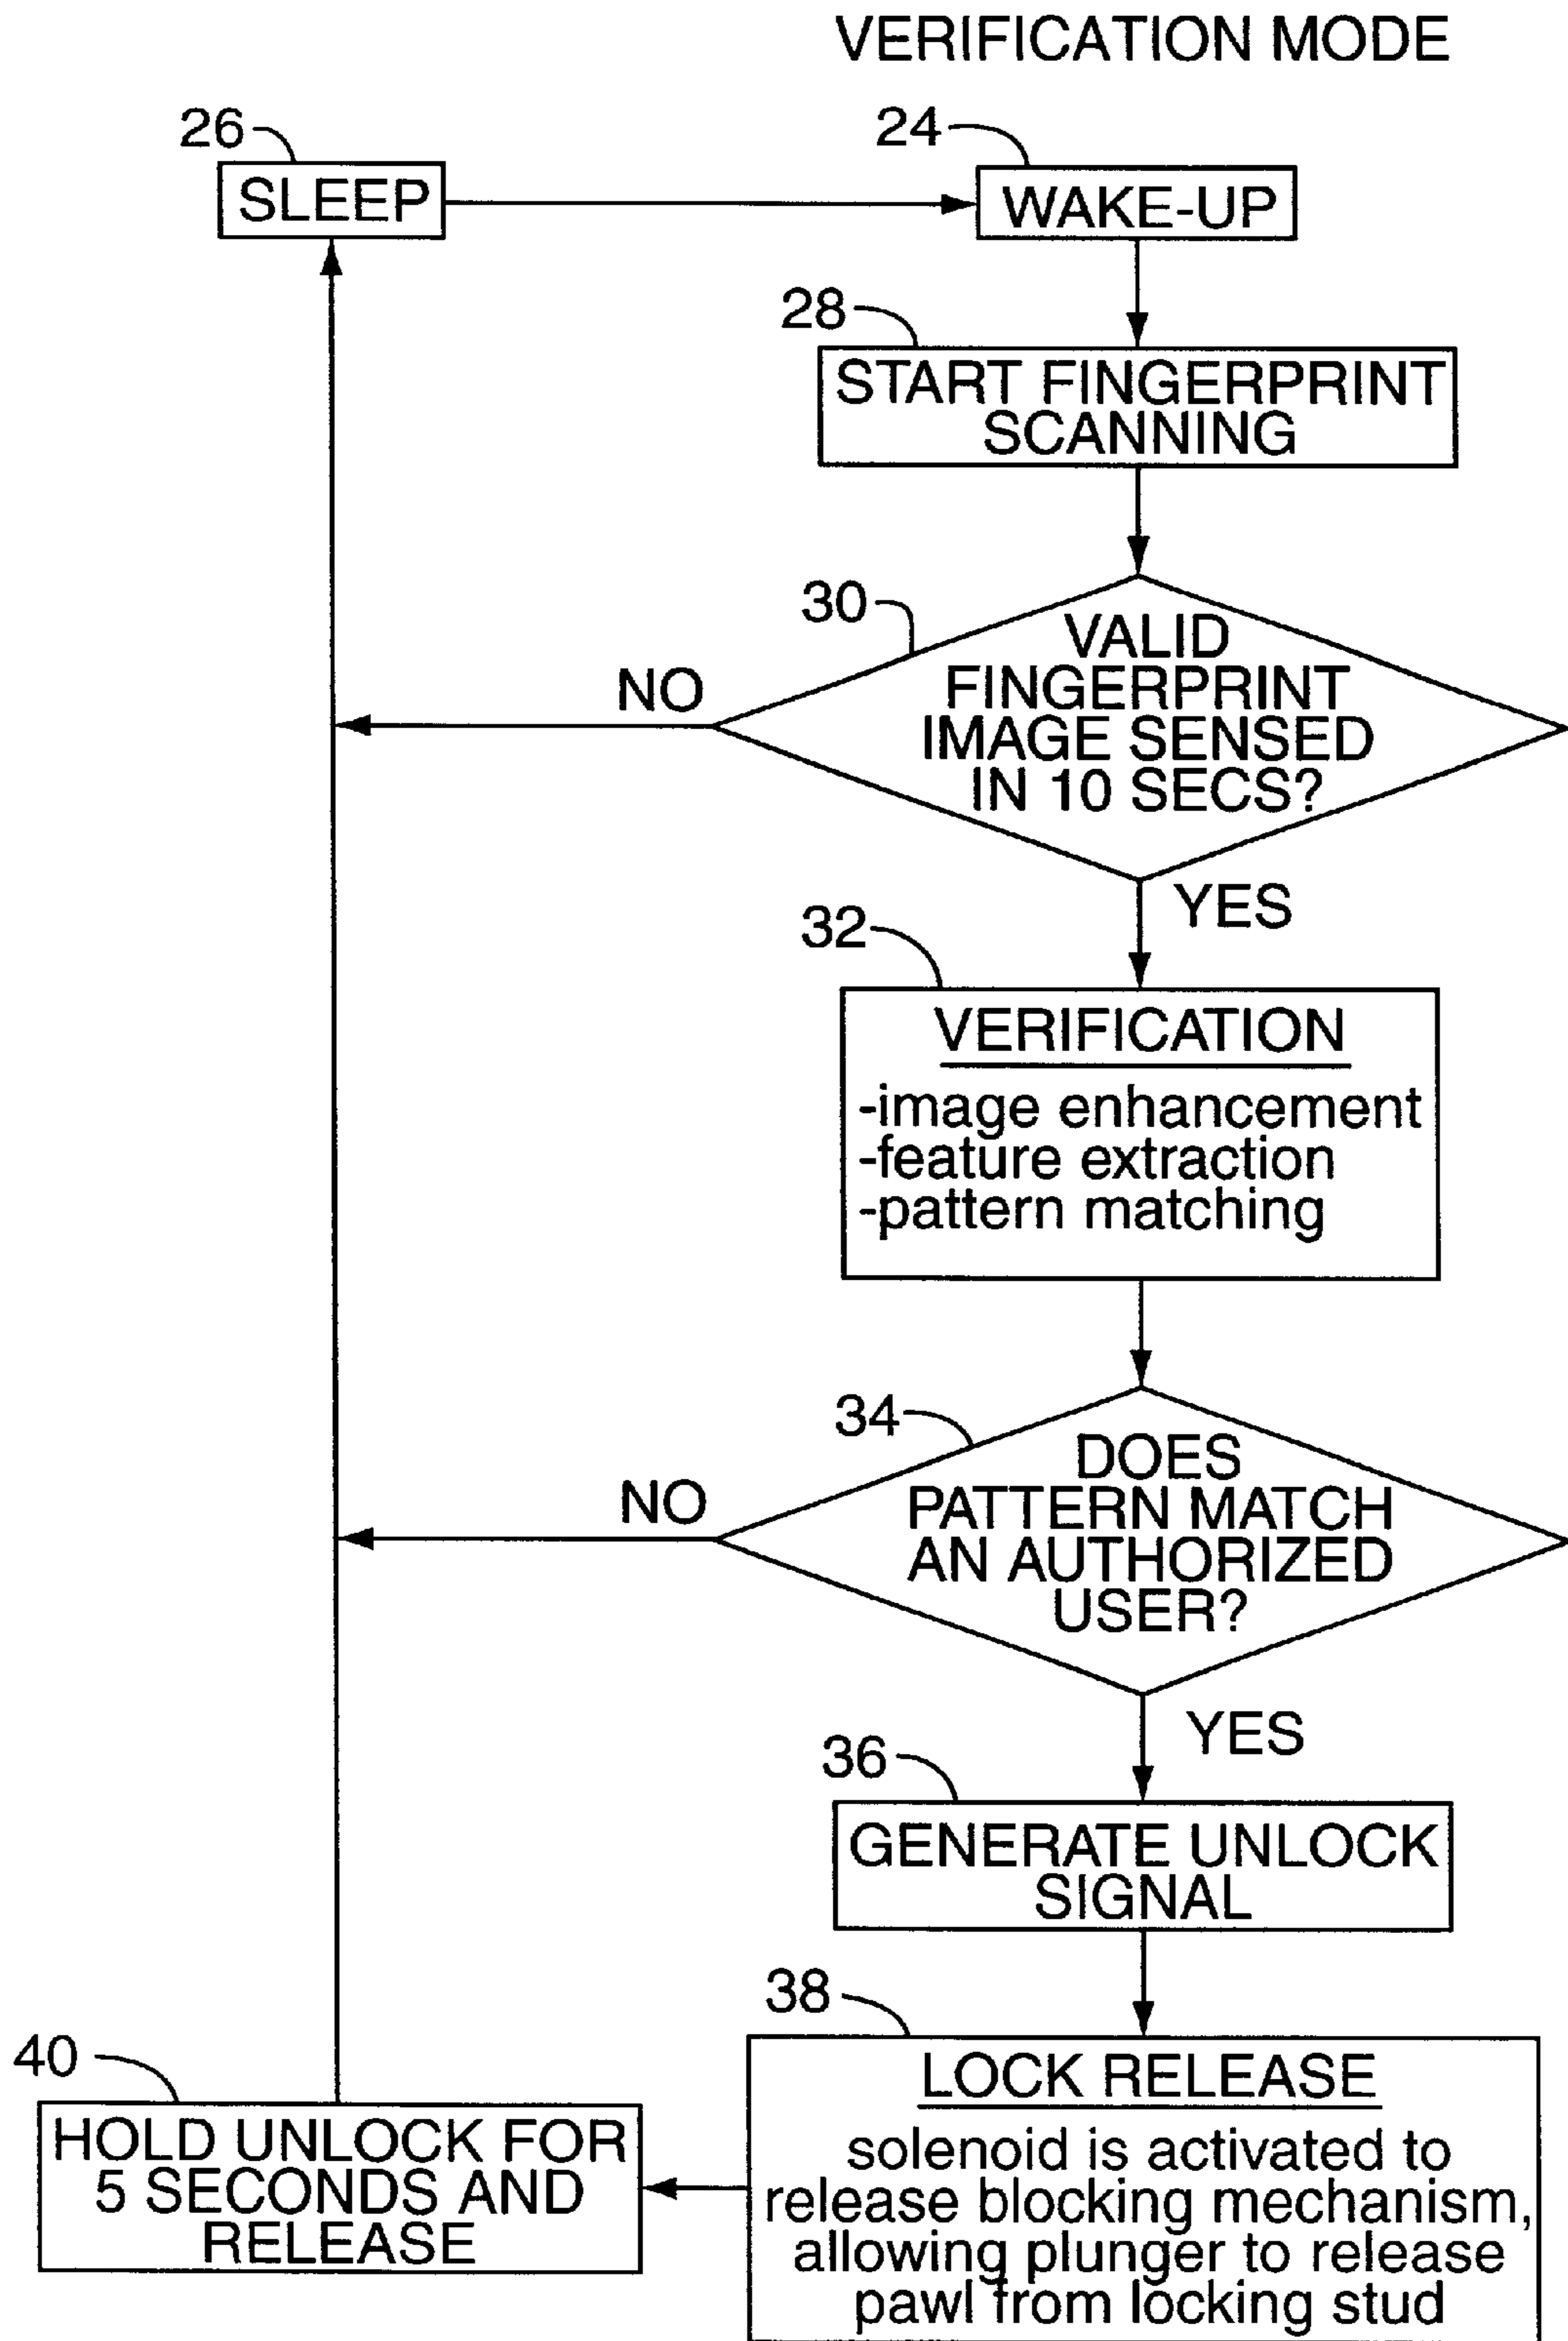 VERIFICATION MODE
26
SLEEP
24
WAKE-UP
28
START FINGERPRINT
SCANNING
30
VALID
FINGERPRINT
IMAGE SENSED
IN 10 SECS?
NO
YES
32
VERIFICATION
-image enhancement
-feature extraction
-pattern matching
34
DOES
PATTERN MATCH
AN AUTHORIZED
USER?
NO
YES
36
GENERATE UNLOCK
SIGNAL
38
LOCK RELEASE
solenoid is activated to
release blocking mechanism,
allowing plunger to release
pawl from locking stud
40
HOLD UNLOCK FOR
5 SECONDS AND
RELEASE